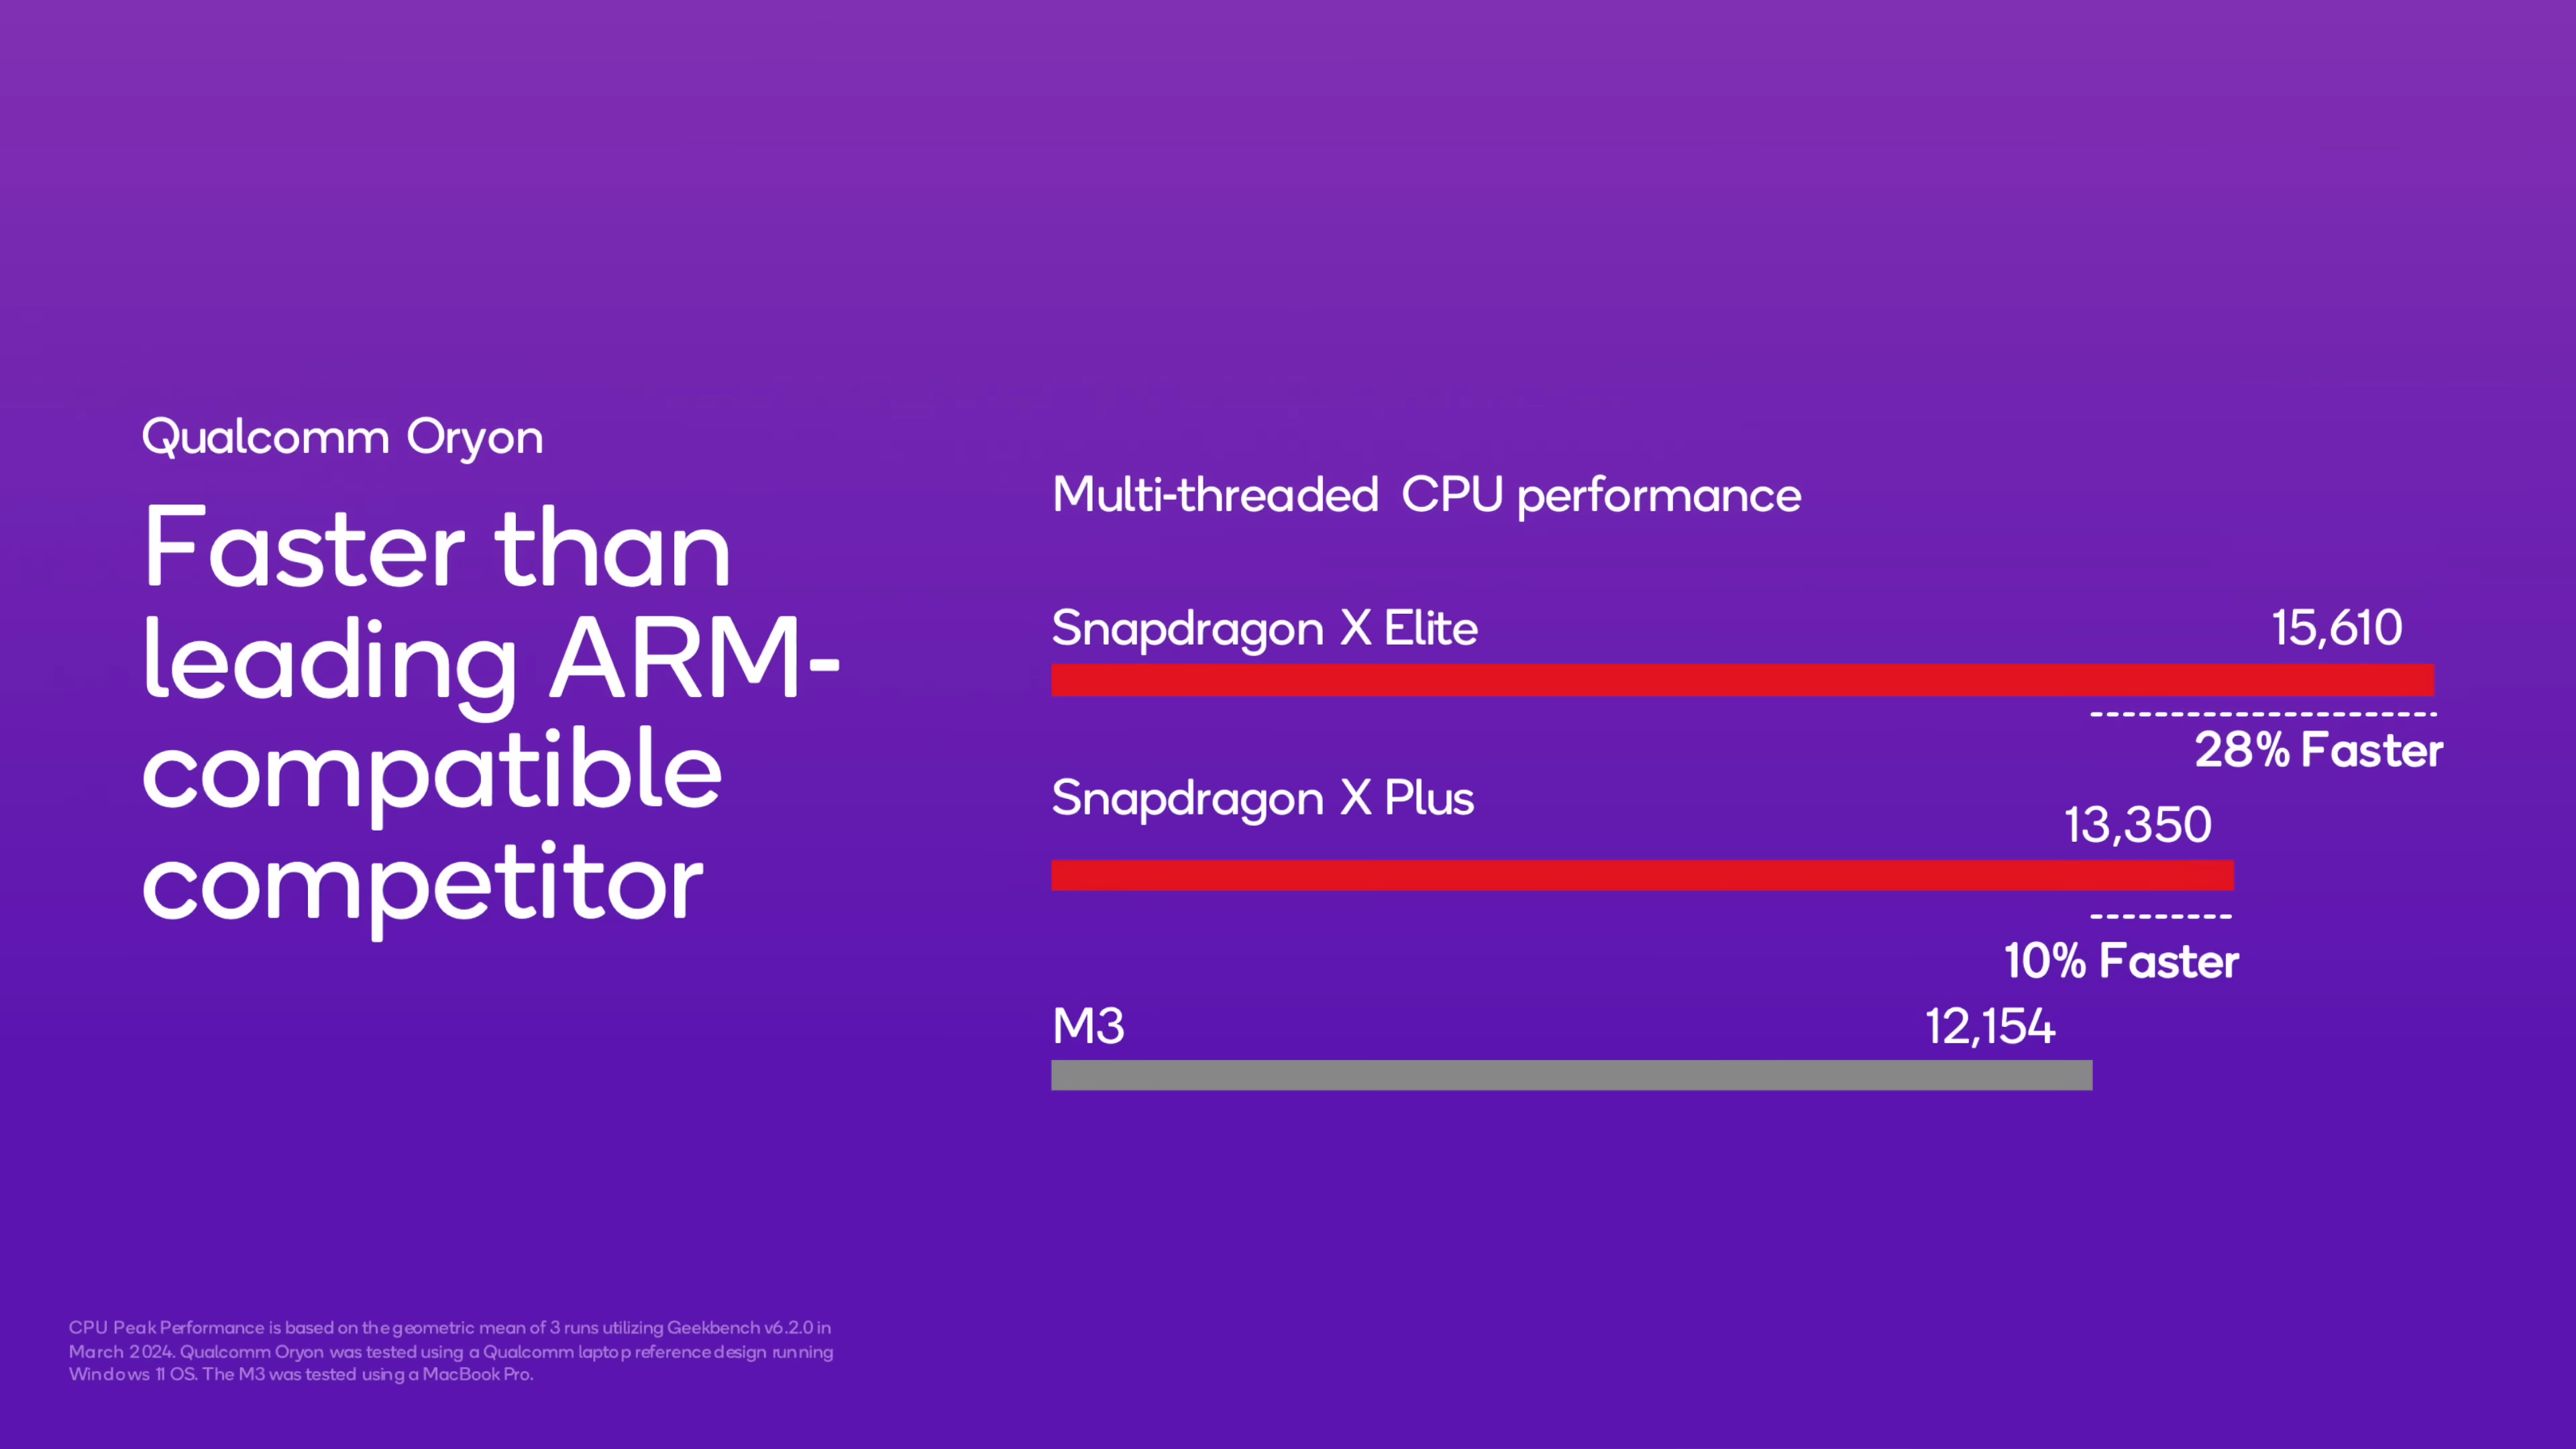 Qualcomm Oryon
Faster than
leading ARM-
compatible
competitor
Multi-threaded CPU performance
Snapdragon X Elite
15,610
28% Faster
Snapdragon X Plus
13,350
10% Faster
M3
12,154
CPU Peak Performance is based on the geometric mean of 3 runs utilizing Geekbench v6.2.0 in
March 2024. Qualcomm Oryon was tested using a Qualcomm laptop reference design running
Windows 11 OS. The M3 was tested using a MacBook Pro.